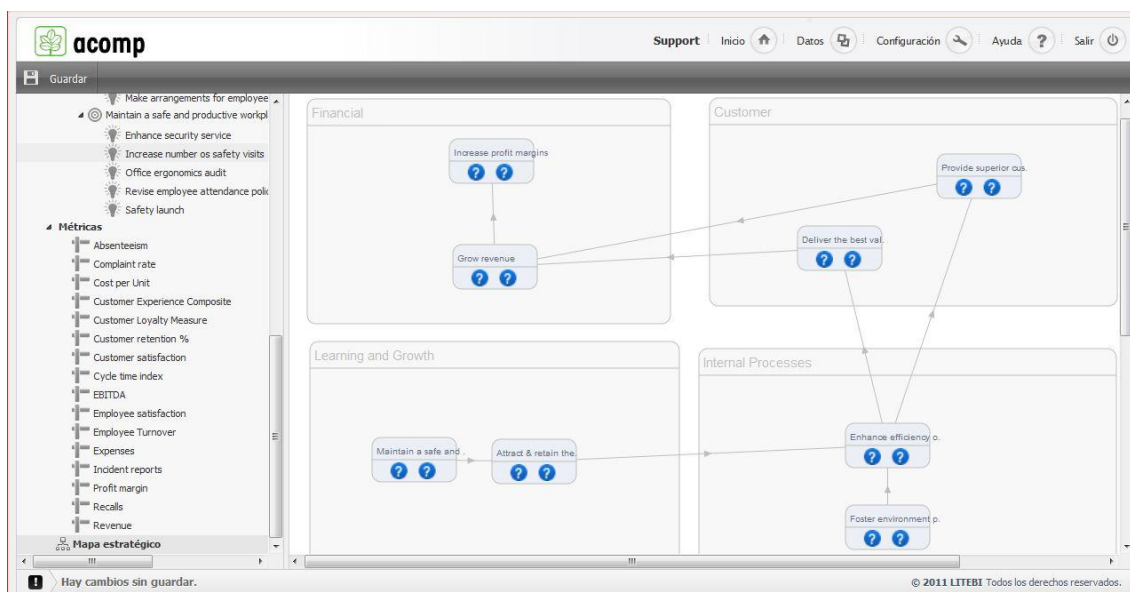 acomp
Support Inicio Datos Configuración Ayuda ? Salir
Guardar
Make arrangements for employee
Maintain a safe and productive workpl
Enhance security service
Increase number os safety visits
Office ergonomics audit
Revise employee attendance polic
Safety launch
Métricas
Absenteeism
Complaint rate
Cost per Unit
Customer Experience Composite
Customer Loyalty Measure
Customer retention %
Customer satisfaction
Cycle time index
EBITDA
Employee satisfaction
Employee Turnover
Expenses
Incident reports
Profit margin
Recalls
Revenue
Mapa estratégico
Financial
Increase profit margins
? ?
Grow revenue
? ?
Customer
Provide superior cus.
? ?
Deliver the best val.
? ?
Learning and Growth
Maintain a safe and .
? ?
Attract & retain the.
? ?
Internal Processes
Enhance efficiency o.
? ?
Foster environment p.
? ?
! Hay cambios sin guardar.
© 2011 LITEBI Todos los derechos reservados.